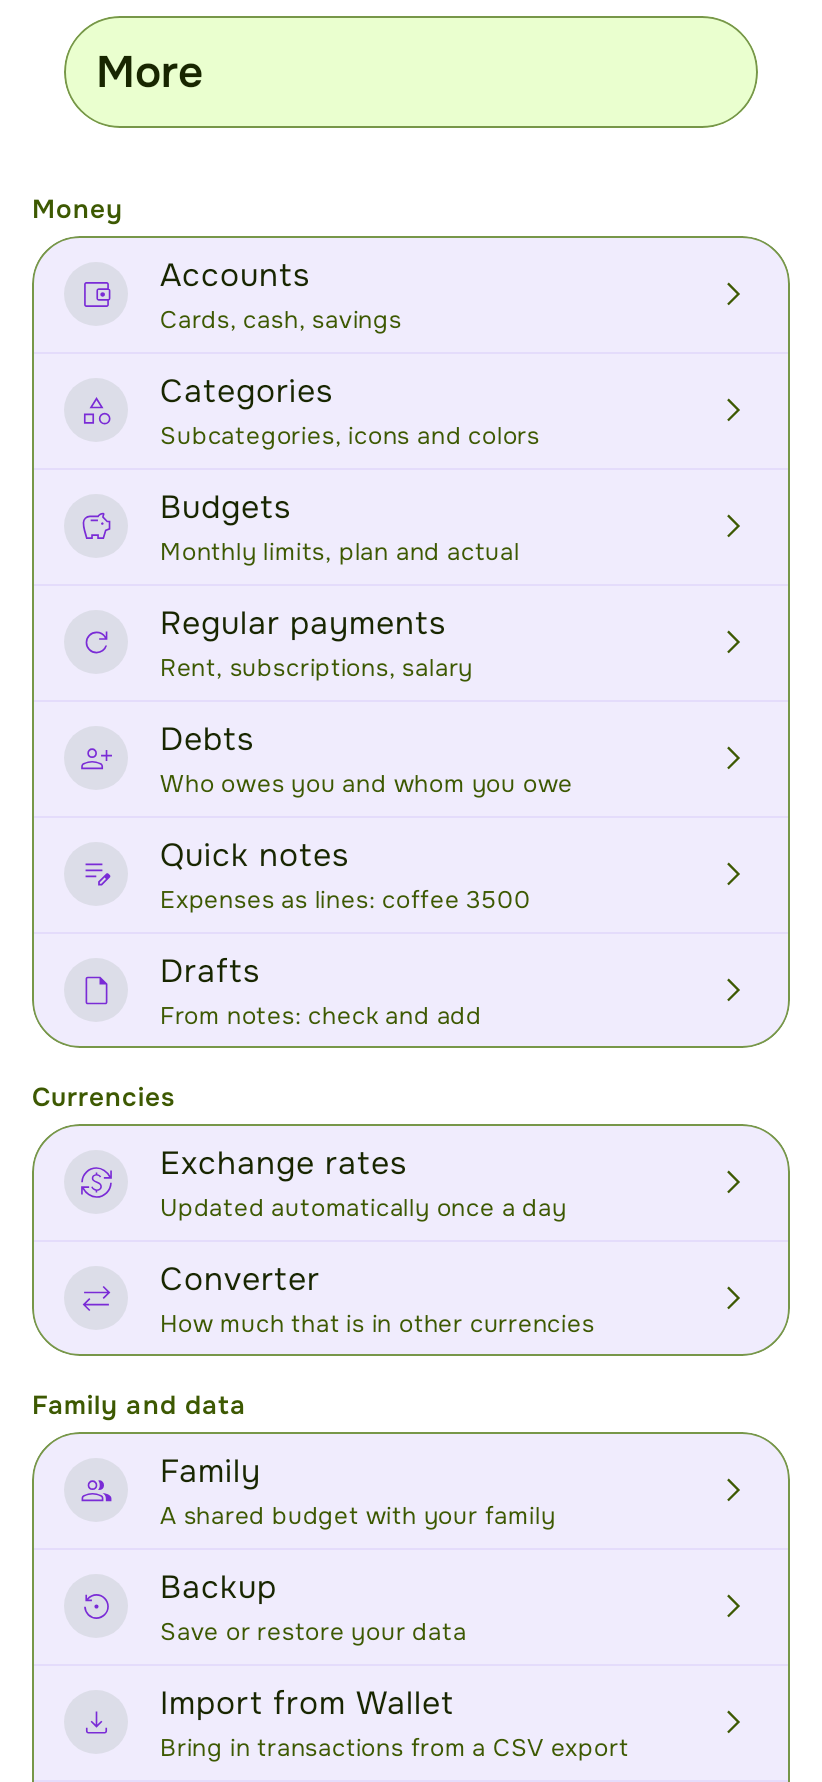 More
Money
Accounts
Cards, cash, savings
Categories
Subcategories, icons and colors
Budgets
Monthly limits, plan and actual
Regular payments
Rent, subscriptions, salary
Debts
Who owes you and whom you owe
Quick notes
Expenses as lines: coffee 3500
Drafts
From notes: check and add
Currencies
Exchange rates
Updated automatically once a day
Converter
How much that is in other currencies
Family and data
Family
A shared budget with your family
Backup
Save or restore your data
Import from Wallet
Bring in transactions from a CSV export